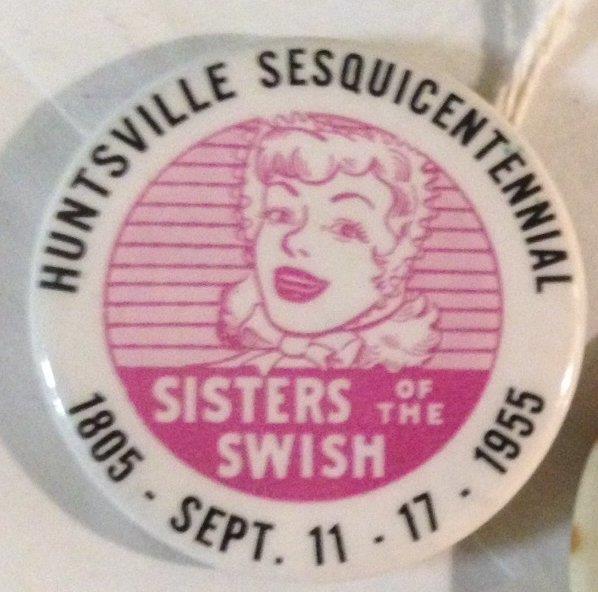 HUNTSVILLE SESQUICENTENNIAL
SISTERS OF THE
SWISH
1805 - SEPT. 11 - 17 - 1955